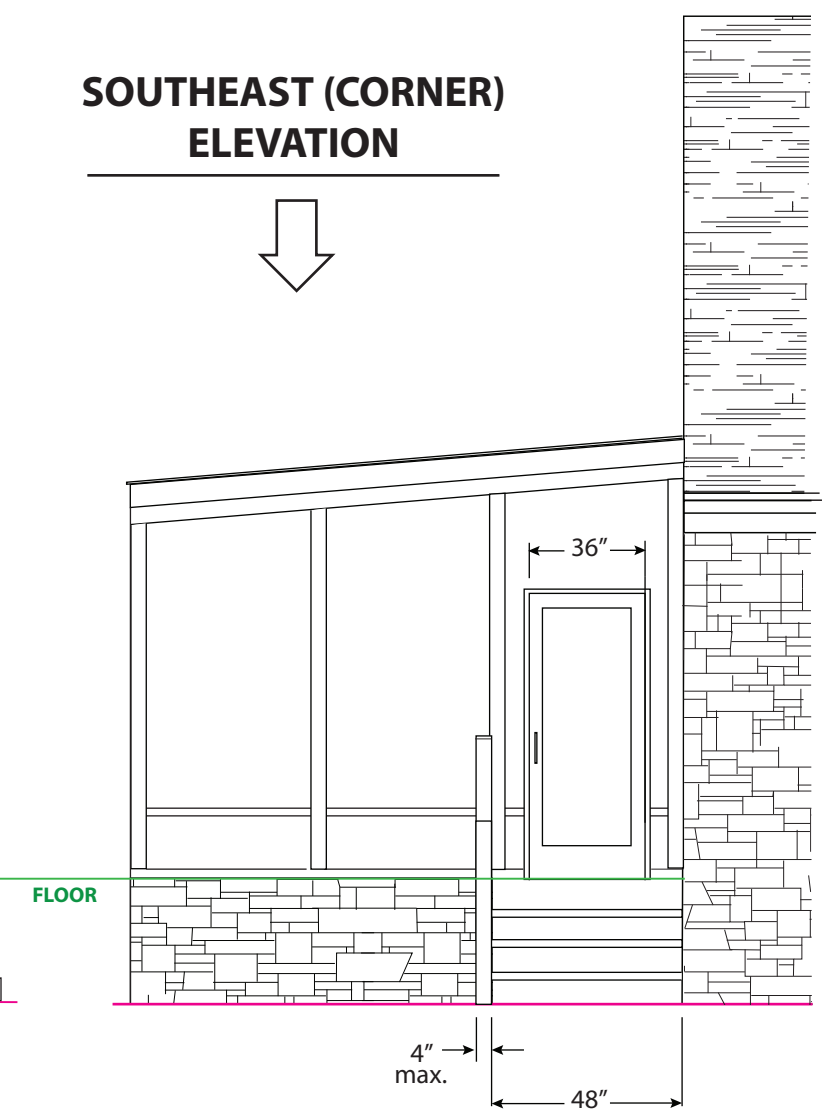 SOUTHEAST (CORNER)
ELEVATION
36”
FLOOR
4”
max.
48”